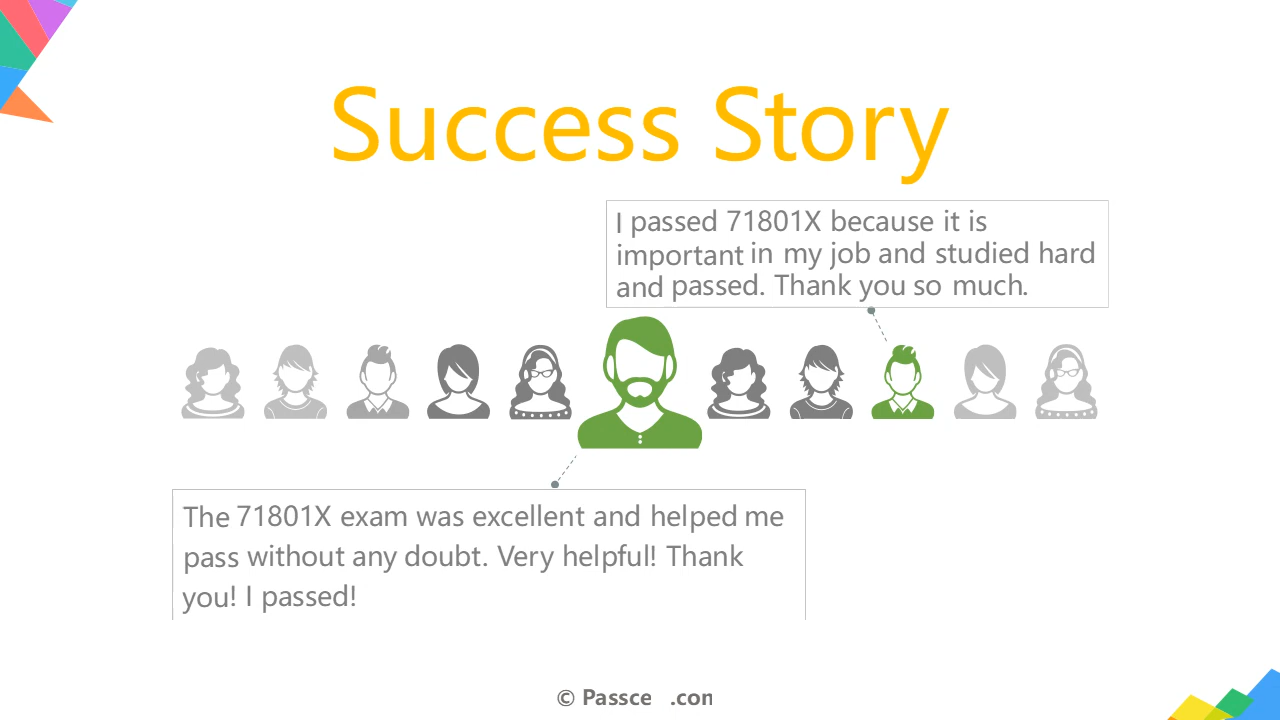 Success Story
I passed 71801X because it is
important in my job and studied hard
and passed. Thank you so much.
The 71801X exam was excellent and helped me
pass without any doubt. Very helpful! Thank
you! I passed!
© Passce .con